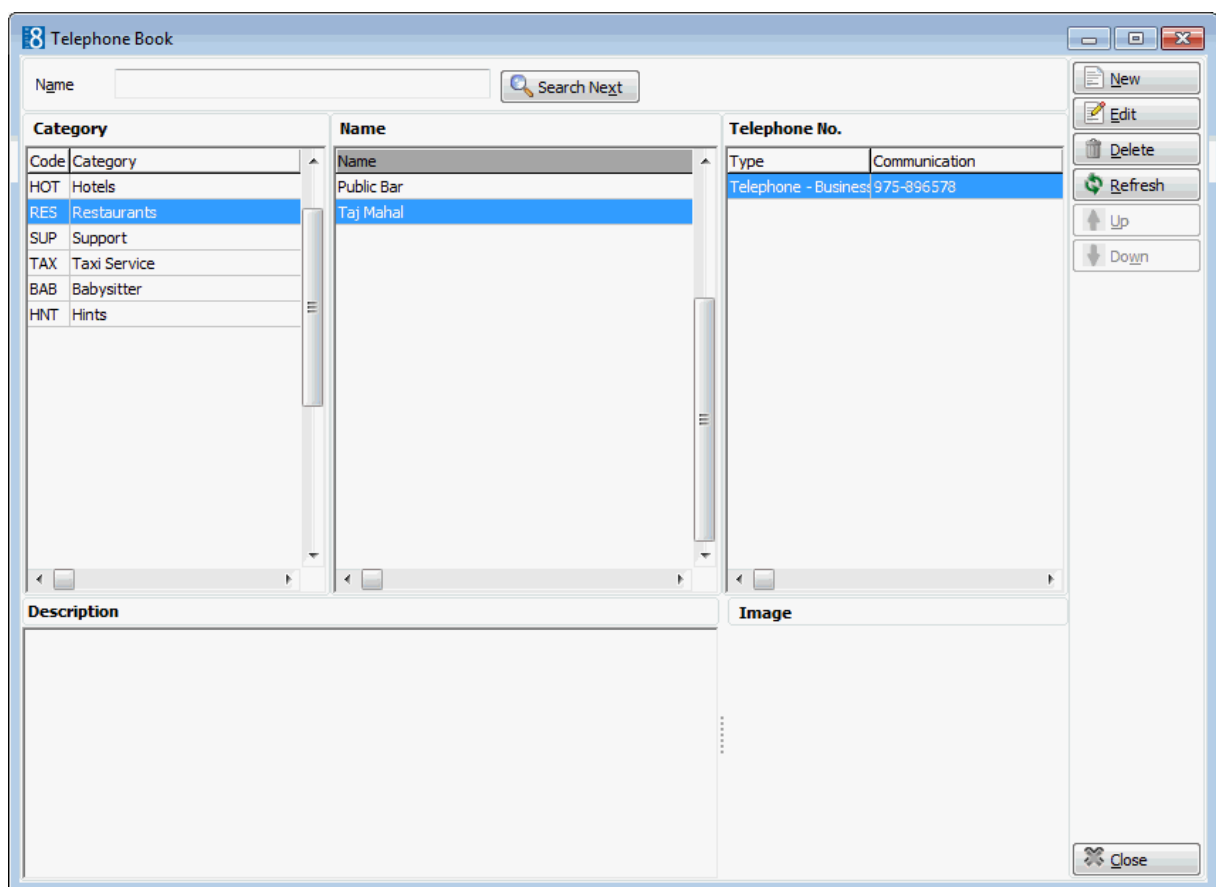 8 Telephone Book
Name Search Next
New
Edit
Delete
Refresh
Up
Down
Category
Code Category
HOT Hotels
RES Restaurants
SUP Support
TAX Taxi Service
BAB Babysitter
HNT Hints
Name
Name
Public Bar
Taj Mahal
Telephone No.
Type Communication
Telephone - Business 975-896578
Description
Image
Close